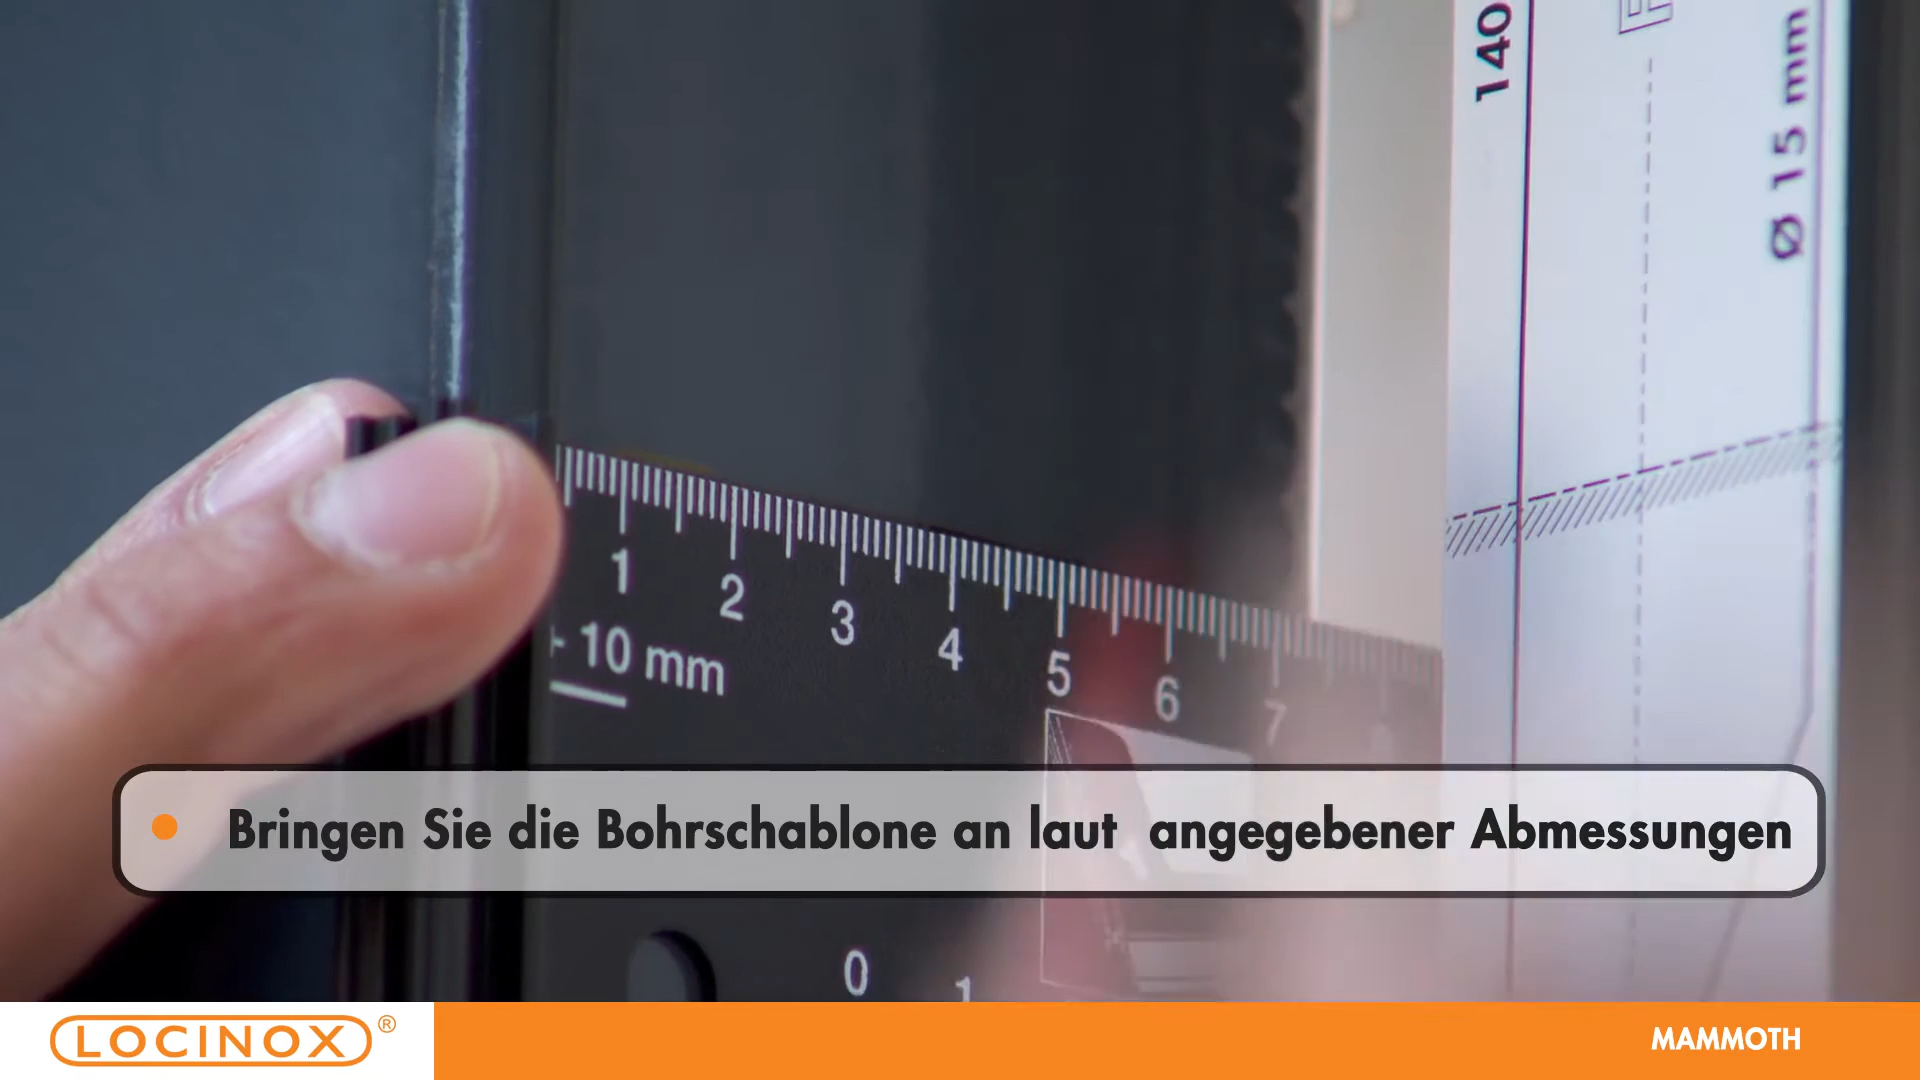 140
Ø 15 mm
1 2 3 4 5 6 7
10 mm
• Bringen Sie die Bohrschablone an laut angegebener Abmessungen
0 1
LOCINOX®
MAMMOTH